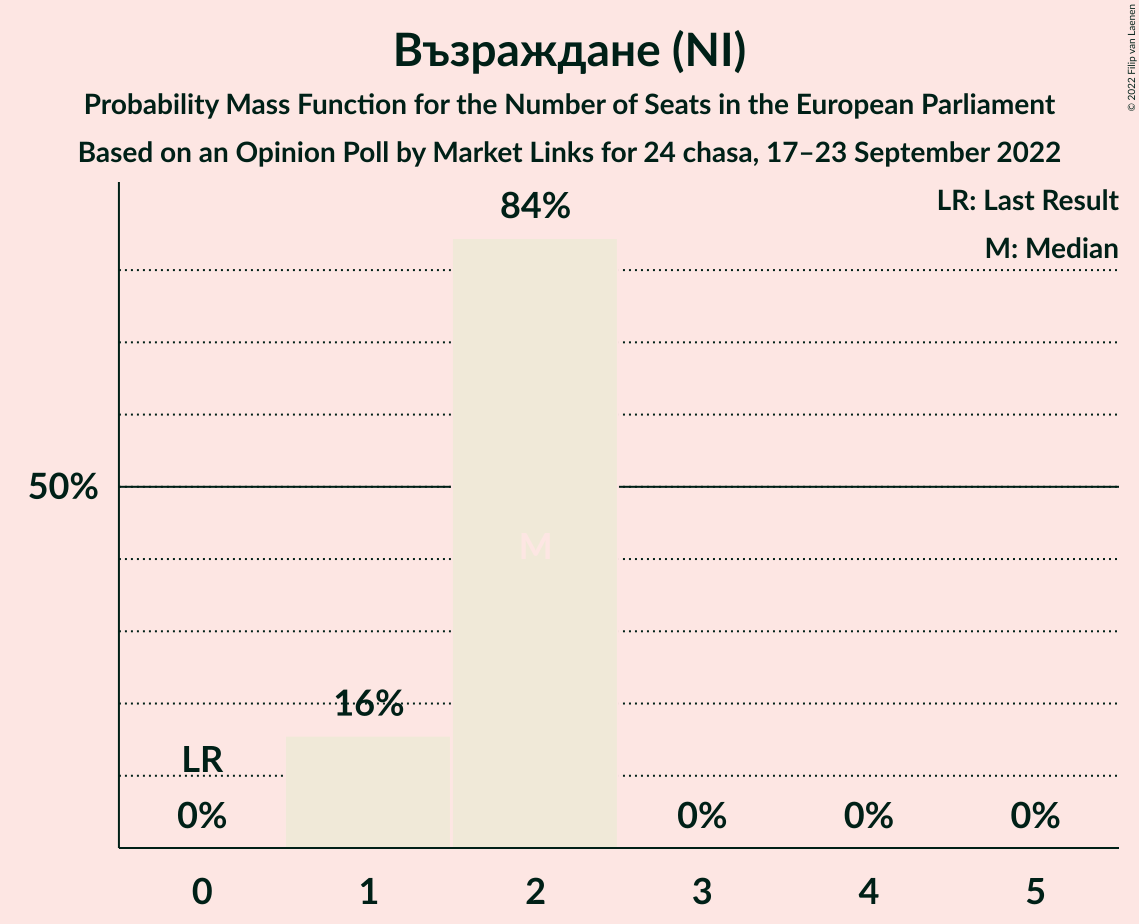 Възраждане (NI)
Probability Mass Function for the Number of Seats in the European Parliament
Based on an Opinion Poll by Market Links for 24 chasa, 17–23 September 2022
© 2022 Filip van Laenen
LR: Last Result
M: Median
84%
50%
M
16%
LR
0%
0%
0%
0%
0
1
2
3
4
5